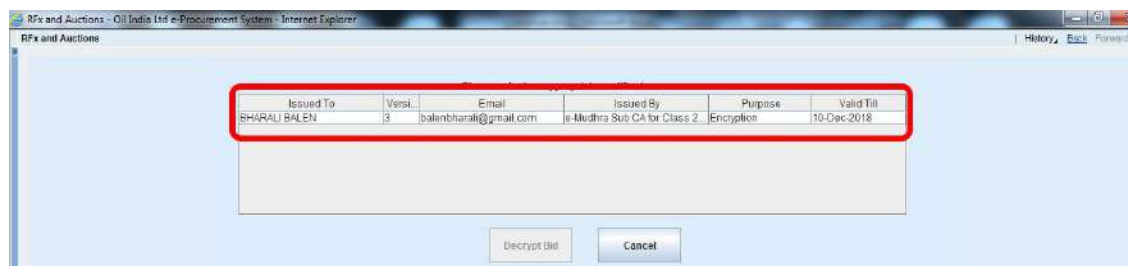 RFx and Auctions - Oil India Ltd e-Procurement System - Internet Explorer
RFx and Auctions | History, Back Forward
Issued To Versi... Email Issued By Purpose Valid Till
BHARALI BALEN 3 balenbharali@gmail.com e-Mudhra Sub CA for Class 2... Encryption 10-Dec-2018
Decrypt Bid Cancel